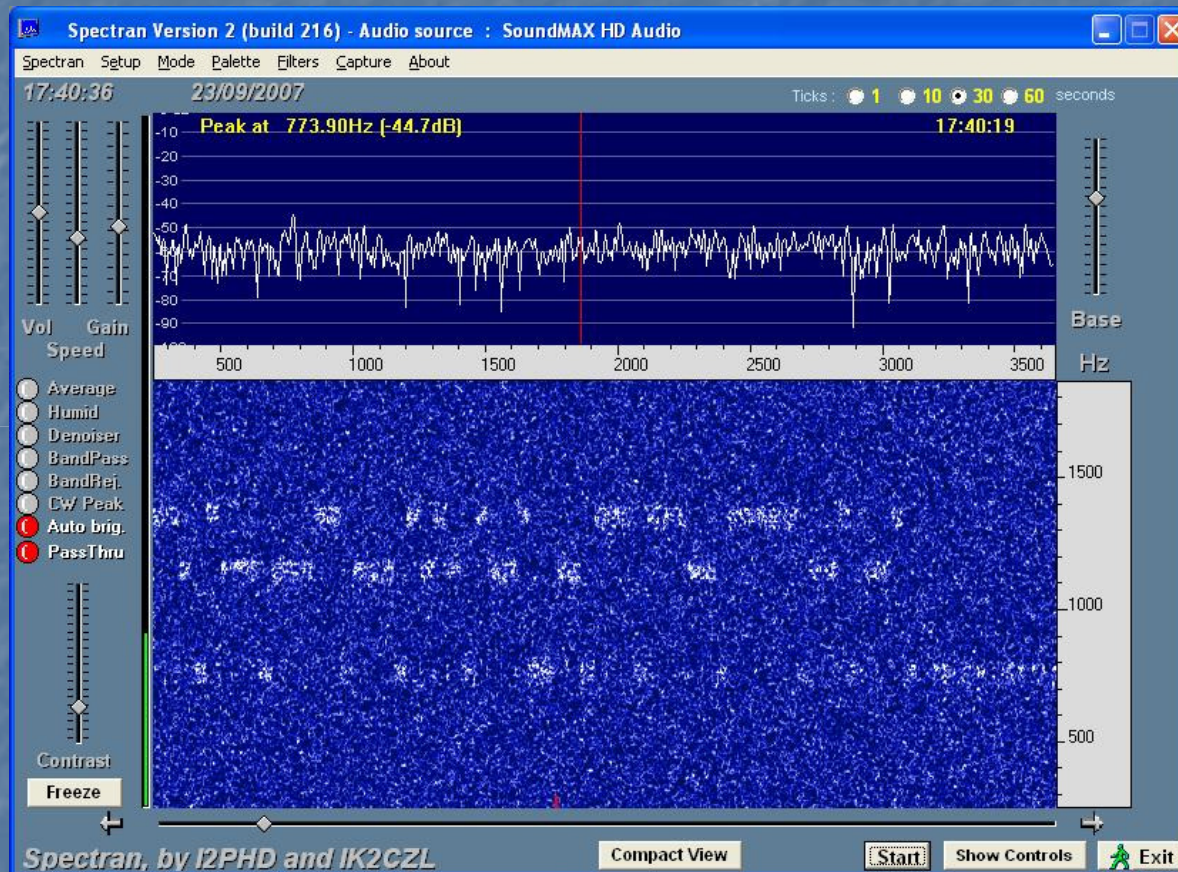 Spectran Version 2 (build 216) - Audio source : SoundMAX HD Audio
Spectran Setup Mode Palette Filters Capture About
17:40:36 23/09/2007 Ticks : 1 10 30 60 seconds
Peak at 773.90Hz (-44.7dB) 17:40:19
-10
-20
-30
-40
-50
-60
-70
-80
-90
Vol Gain
Speed
Base
500 1000 1500 2000 2500 3000 3500 Hz
Average
Humid
Denoiser
BandPass
BandRej.
CW Peak
Auto brig.
PassThru
1500
1000
500
Contrast
Freeze
Spectran, by I2PHD and IK2CZL
Compact View Start Show Controls Exit